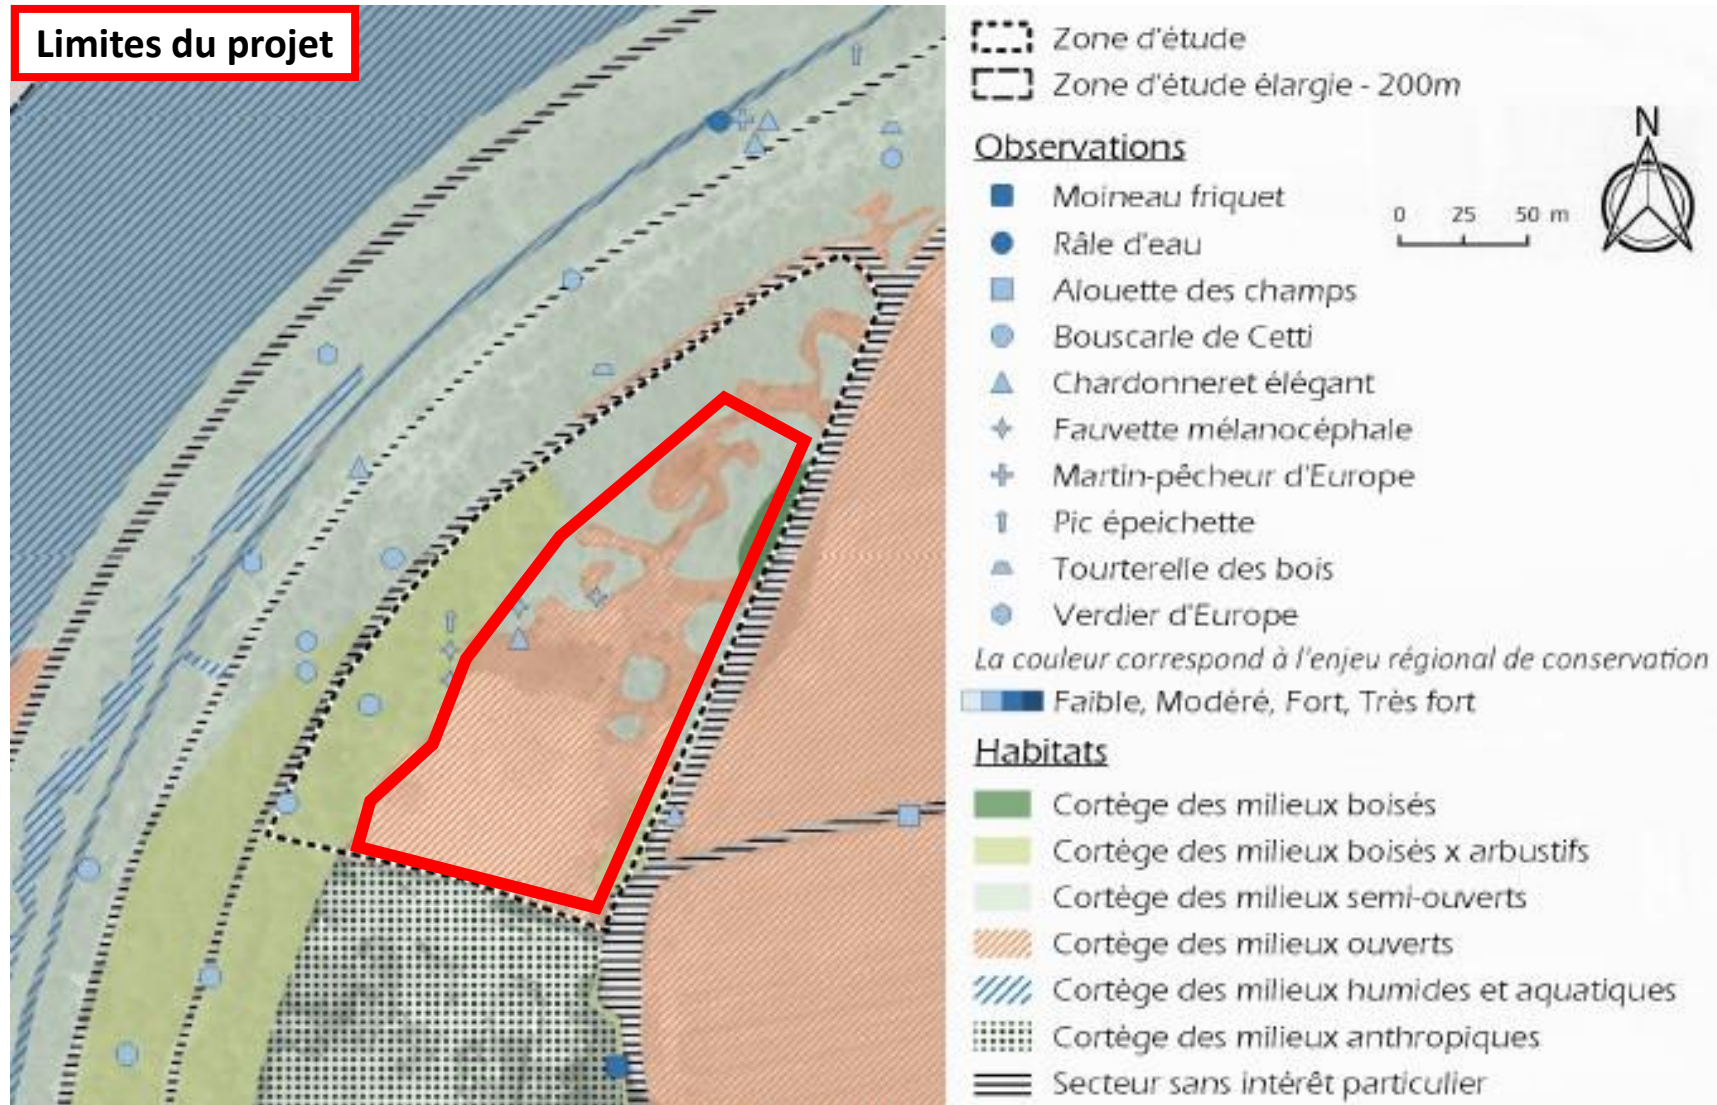 Limites du projet
Zone d'étude
Zone d'étude élargie - 200m
N
Observations
Moineau friquet
Râle d'eau
0 25 50 m
Alouette des champs
Bouscarle de Cetti
Chardonneret élégant
Fauvette mélanocéphale
Martin-pêcheur d'Europe
Pic épeichette
Tourterelle des bois
Verdier d'Europe
La couleur correspond à l'enjeu régional de conservation
Faible, Modéré, Fort, Très fort
Habitats
Cortège des milieux boisés
Cortège des milieux boisés x arbustifs
Cortège des milieux semi-ouverts
Cortège des milieux ouverts
Cortège des milieux humides et aquatiques
Cortège des milieux anthropiques
Secteur sans intérêt particulier